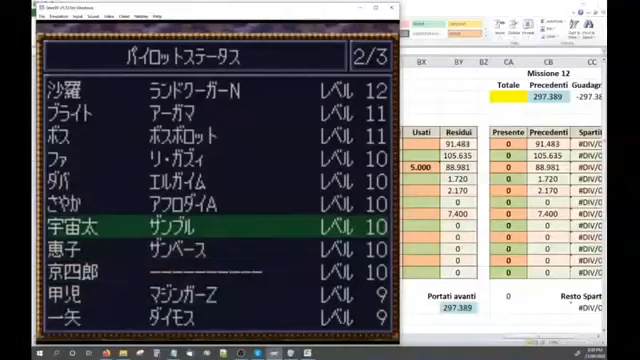 パイロットステータス 2/3
沙羅 ランドクーガーN レベル 12
ブライト アーガマ レベル 11
ボス ボスボロット レベル 11
ファ リ・ガズィ レベル 10
ダバ エルガイム レベル 10
さやか アフロダイA レベル 10
宇宙太 ザンブル レベル 10
恵子 ザンベース レベル 10
京四郎 ---------- レベル 10
甲児 マジンガーZ レベル 9
一矢 ダイモス レベル 9
BX BY BZ CA CB CC
Missione 12
Totale Precedenti Guadagn
297.389 -297.38
Usati Residui Presente Precedenti Sparti
91.483 0 91.483 #DIV/0
105.635 0 105.635 #DIV/0
5.000 88.981 0 88.981 #DIV/0
1.720 0 1.720 #DIV/0
2.170 0 2.170 #DIV/0
0 0 0 #DIV/0
7.400 0 7.400 #DIV/0
0 0 0 #DIV/0
0 0 0 #DIV/0
0 0 0 #DIV/0
Portati avanti 0 Resto Spart
297.389 #DIV/0